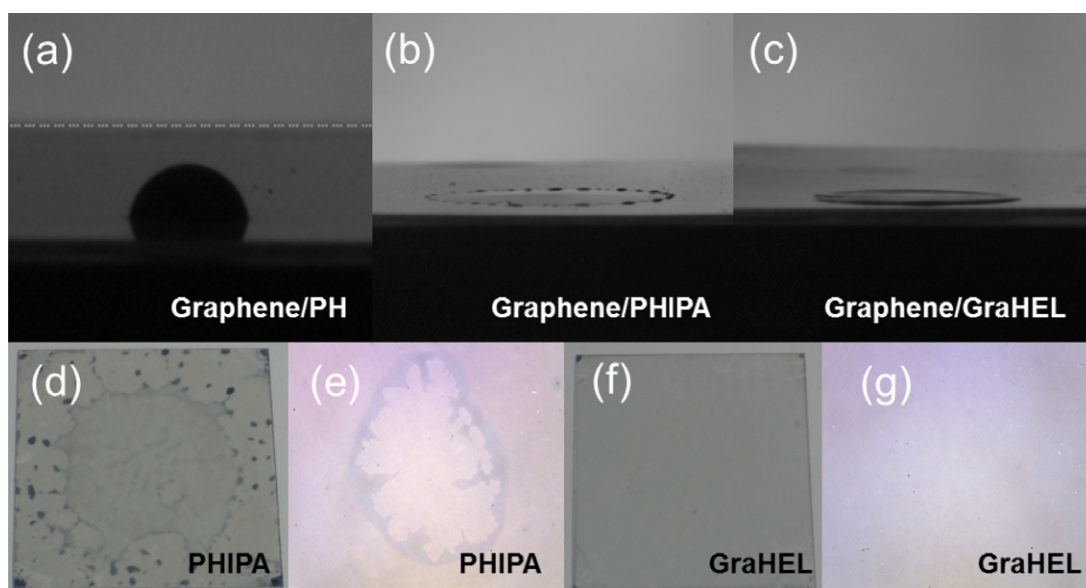 (a)
Graphene/PH
(b)
Graphene/PHIPA
(c)
Graphene/GraHEL
(d)
PHIPA
(e)
PHIPA
(f)
GraHEL
(g)
GraHEL